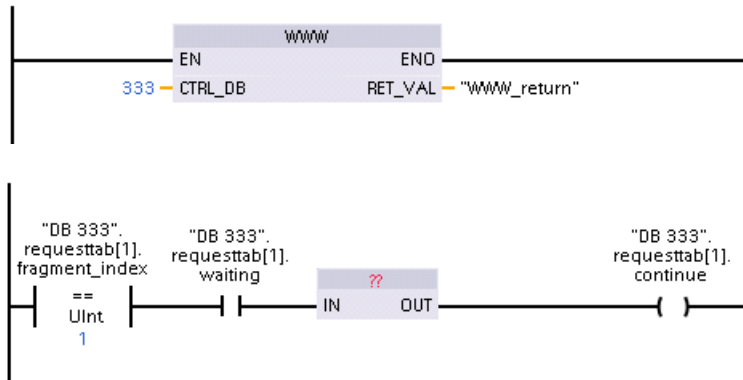 WWW
EN ENO
333 CTRL_DB RET_VAL "WWW_return"
"DB 333". "DB 333". "DB 333".
requesttab[1]. requesttab[1]. requesttab[1].
fragment_index waiting continue
== ??
UInt IN OUT
1